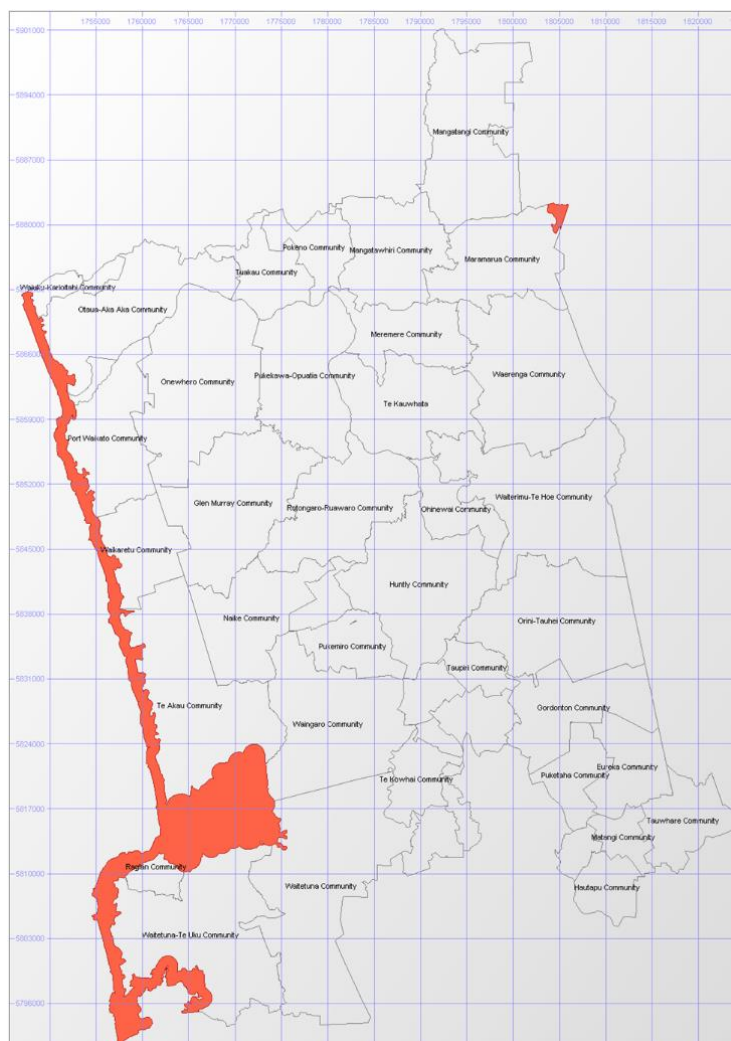 1755000 1760000 1765000 1770000 1775000 1780000 1785000 1790000 1795000 1800000 1805000 1810000 1815000 1820000
5901000
5894000
Mangatangi Community
5887000
5880000
Pokeno Community
Mangatawhiri Community
Maramarua Community
Tuakau Community
Waiuku-Karioitahi Community
Otaua-Aka Aka Community
Meremere Community
5866000
Onewhero Community
Pukekawa-Opuatia Community
Waerenga Community
Te Kauwhata
5859000
Port Waikato Community
5852000
Glen Murray Community
Rotongaro-Ruawaro Community
Ohinewai Community
Waiterimu-Te Hoe Community
5845000
Waikaretu Community
Huntly Community
5838000
Naike Community
Orini-Tauhei Community
Pukemiro Community
Taupiri Community
5831000
Te Akau Community
Gordonton Community
Waingaro Community
5824000
Te Kowhai Community
Puketaha Community
Eureka Community
5817000
Tauwhare Community
Matangi Community
5810000
Raglan Community
Waitetuna Community
Hautapu Community
5803000
Waitetuna-Te Uku Community
5796000